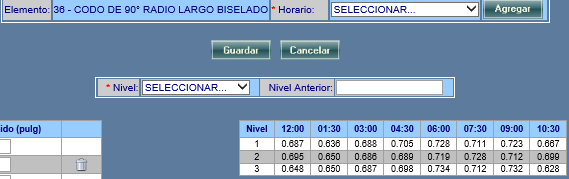 Elemento: 36 - CODO DE 90° RADIO LARGO BISELADO * Horario: SELECCIONAR... Agregar
Guardar Cancelar
* Nivel: SELECCIONAR... Nivel Anterior:
ido (pulg)
Nivel 12:00 01:30 03:00 04:30 06:00 07:30 09:00 10:30
1 0.687 0.636 0.688 0.705 0.728 0.711 0.723 0.667
2 0.695 0.650 0.686 0.689 0.719 0.728 0.712 0.699
3 0.648 0.650 0.687 0.698 0.734 0.712 0.732 0.628